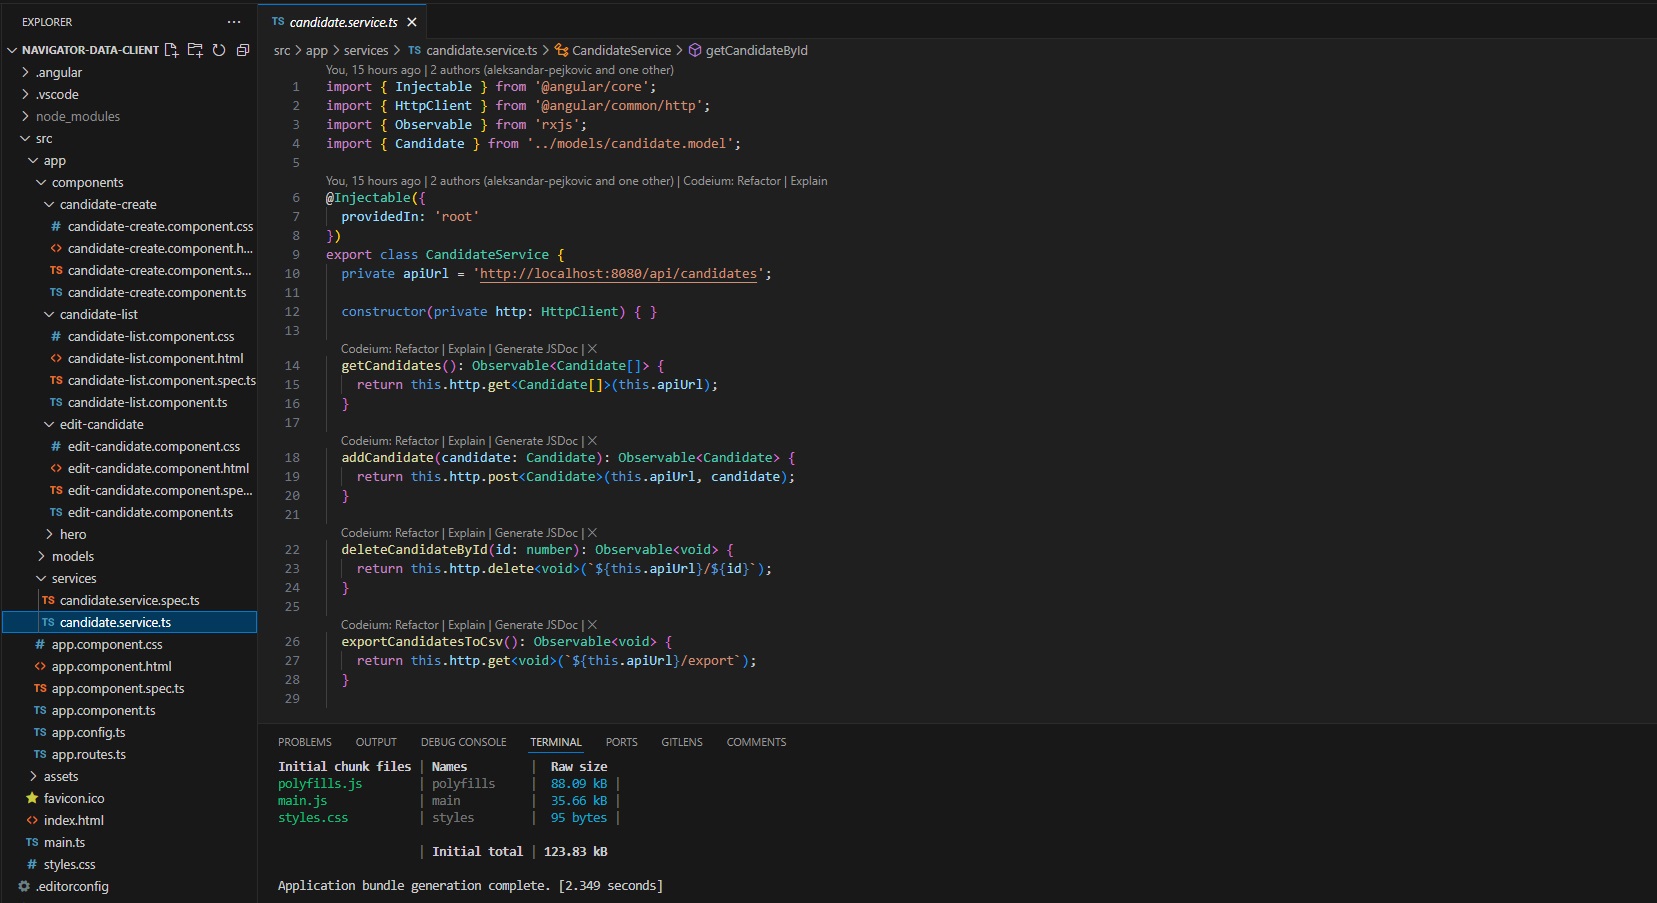 EXPLORER
NAVIGATOR-DATA-CLIENT
.angular
.vscode
node_modules
src
app
components
candidate-create
# candidate-create.component.css
<> candidate-create.component.h...
TS candidate-create.component.s...
TS candidate-create.component.ts
candidate-list
# candidate-list.component.css
<> candidate-list.component.html
TS candidate-list.component.spec.ts
TS candidate-list.component.ts
edit-candidate
# edit-candidate.component.css
<> edit-candidate.component.html
TS edit-candidate.component.spe...
TS edit-candidate.component.ts
hero
models
services
TS candidate.service.spec.ts
TS candidate.service.ts
# app.component.css
<> app.component.html
TS app.component.spec.ts
TS app.component.ts
TS app.config.ts
TS app.routes.ts
assets
favicon.ico
<> index.html
TS main.ts
# styles.css
.editorconfig
TS candidate.service.ts
src > app > services > TS candidate.service.ts > CandidateService > getCandidateById
You, 15 hours ago | 2 authors (aleksandar-pejkovic and one other)
1 import { Injectable } from '@angular/core';
2 import { HttpClient } from '@angular/common/http';
3 import { Observable } from 'rxjs';
4 import { Candidate } from '../models/candidate.model';
5
You, 15 hours ago | 2 authors (aleksandar-pejkovic and one other) | Codeium: Refactor | Explain
6 @Injectable({
7 providedIn: 'root'
8 })
9 export class CandidateService {
10 private apiUrl = 'http://localhost:8080/api/candidates';
11
12 constructor(private http: HttpClient) { }
13
Codeium: Refactor | Explain | Generate JSDoc | X
14 getCandidates(): Observable<Candidate[]> {
15 return this.http.get<Candidate[]>(this.apiUrl);
16 }
17
Codeium: Refactor | Explain | Generate JSDoc | X
18 addCandidate(candidate: Candidate): Observable<Candidate> {
19 return this.http.post<Candidate>(this.apiUrl, candidate);
20 }
21
Codeium: Refactor | Explain | Generate JSDoc | X
22 deleteCandidateById(id: number): Observable<void> {
23 return this.http.delete<void>(`${this.apiUrl}/${id}`);
24 }
25
Codeium: Refactor | Explain | Generate JSDoc | X
26 exportCandidatesToCsv(): Observable<void> {
27 return this.http.get<void>(`${this.apiUrl}/export`);
28 }
29
PROBLEMS OUTPUT DEBUG CONSOLE TERMINAL PORTS GITLENS COMMENTS
Initial chunk files | Names | Raw size
polyfills.js | polyfills | 88.09 kB |
main.js | main | 35.66 kB |
styles.css | styles | 95 bytes |
| Initial total | 123.83 kB
Application bundle generation complete. [2.349 seconds]